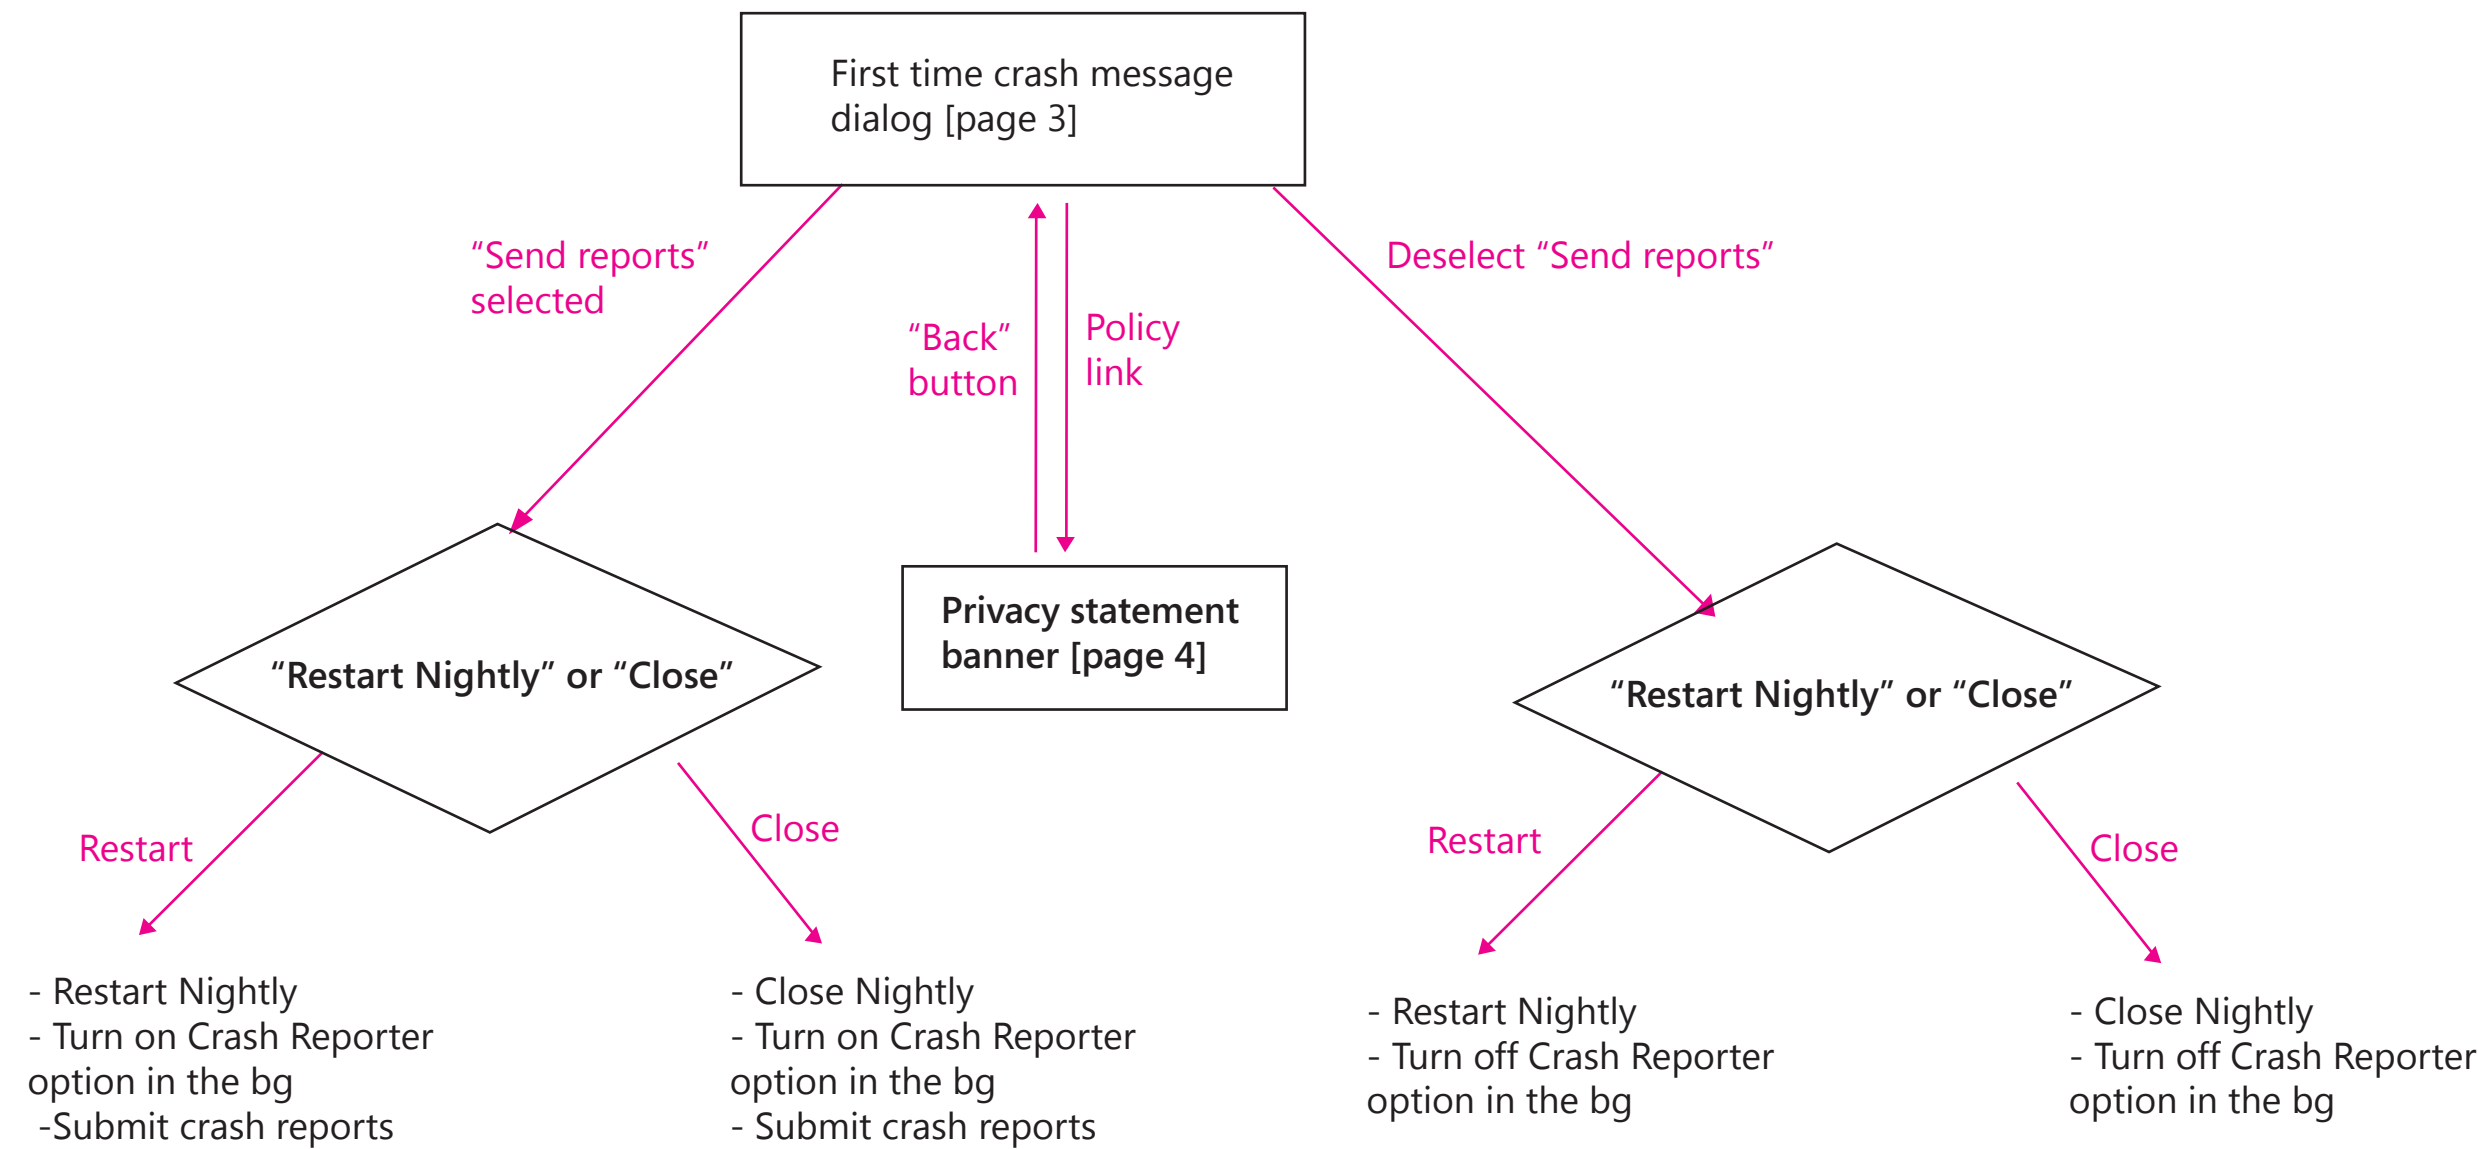 First time crash message
dialog [page 3]
“Send reports”
selected
“Back”
button
Policy
link
Deselect “Send reports”
“Restart Nightly” or “Close”
Privacy statement
banner [page 4]
“Restart Nightly” or “Close”
Restart
Close
Restart
Close
- Restart Nightly
- Turn on Crash Reporter
option in the bg
-Submit crash reports
- Close Nightly
- Turn on Crash Reporter
option in the bg
- Submit crash reports
- Restart Nightly
- Turn off Crash Reporter
option in the bg
- Close Nightly
- Turn off Crash Reporter
option in the bg